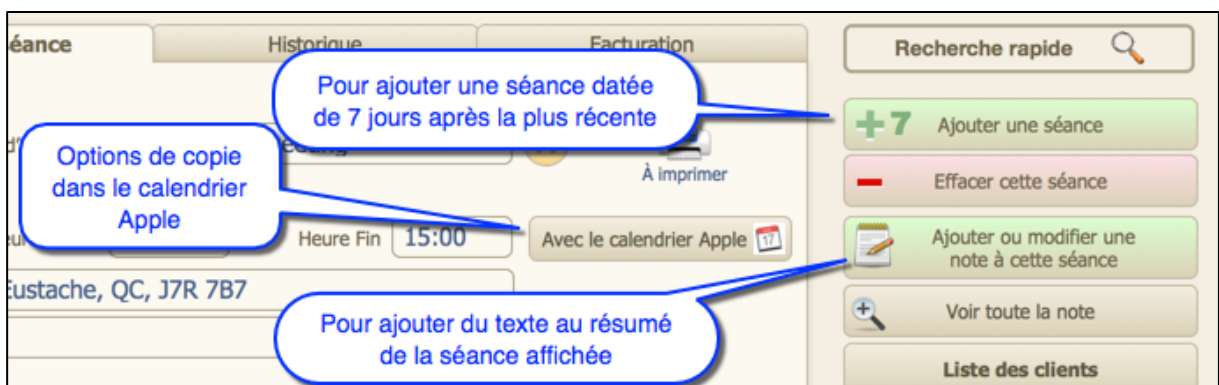 éance
Historique
Facturation
Recherche rapide
Pour ajouter une séance datée
de 7 jours après la plus récente
+7 Ajouter une séance
Options de copie
dans le calendrier
Apple
À imprimer
Effacer cette séance
Heure Fin 15:00
Avec le calendrier Apple 17
Ajouter ou modifier une
note à cette séance
Eustache, QC, J7R 7B7
Pour ajouter du texte au résumé
de la séance affichée
Voir toute la note
Liste des clients